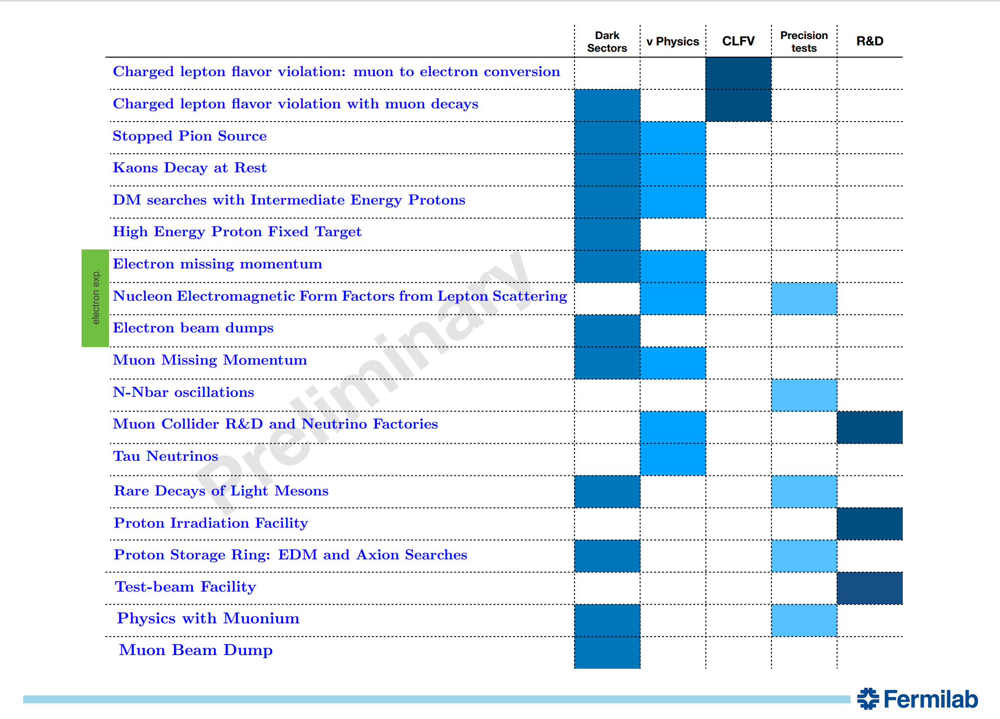 Dark
Sectors
ν Physics
CLFV
Precision
tests
R&D
Charged lepton flavor violation: muon to electron conversion
Charged lepton flavor violation with muon decays
Stopped Pion Source
Kaons Decay at Rest
DM searches with Intermediate Energy Protons
High Energy Proton Fixed Target
electron exp.
Electron missing momentum
Nucleon Electromagnetic Form Factors from Lepton Scattering
Electron beam dumps
Muon Missing Momentum
N-Nbar oscillations
Muon Collider R&D and Neutrino Factories
Tau Neutrinos
Rare Decays of Light Mesons
Proton Irradiation Facility
Proton Storage Ring: EDM and Axion Searches
Test-beam Facility
Physics with Muonium
Muon Beam Dump
Preliminary
Fermilab